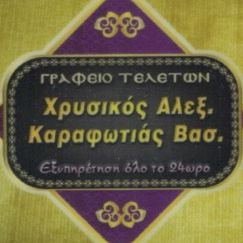 ΓΡΑΦΕΙΟ ΤΕΛΕΤΩΝ
Χρυσικός Αλεξ.
Καραφωτιάς Βασ.
Εξυπηρέτηση όλο το 24ωρο